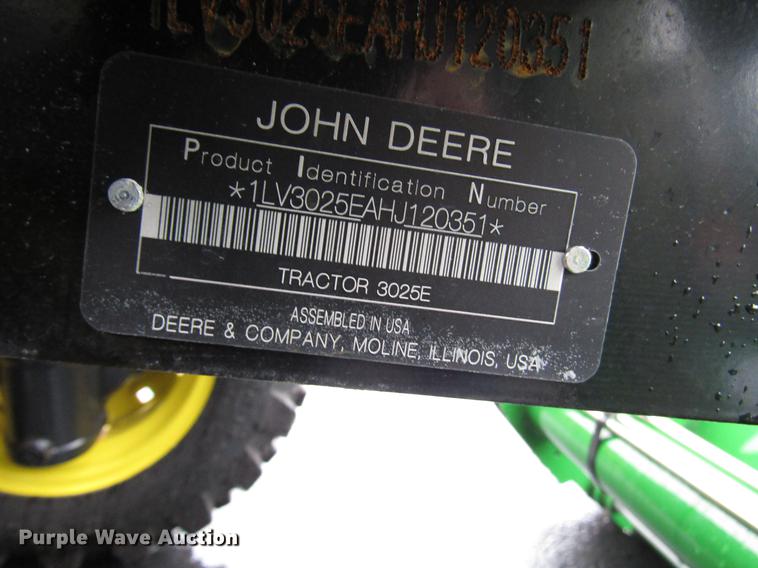 1LV3025EAHJ120351
JOHN DEERE
Product Identification Number
*1LV3025EAHJ120351*
TRACTOR 3025E
ASSEMBLED IN USA
DEERE & COMPANY, MOLINE, ILLINOIS, USA
Purple Wave Auction